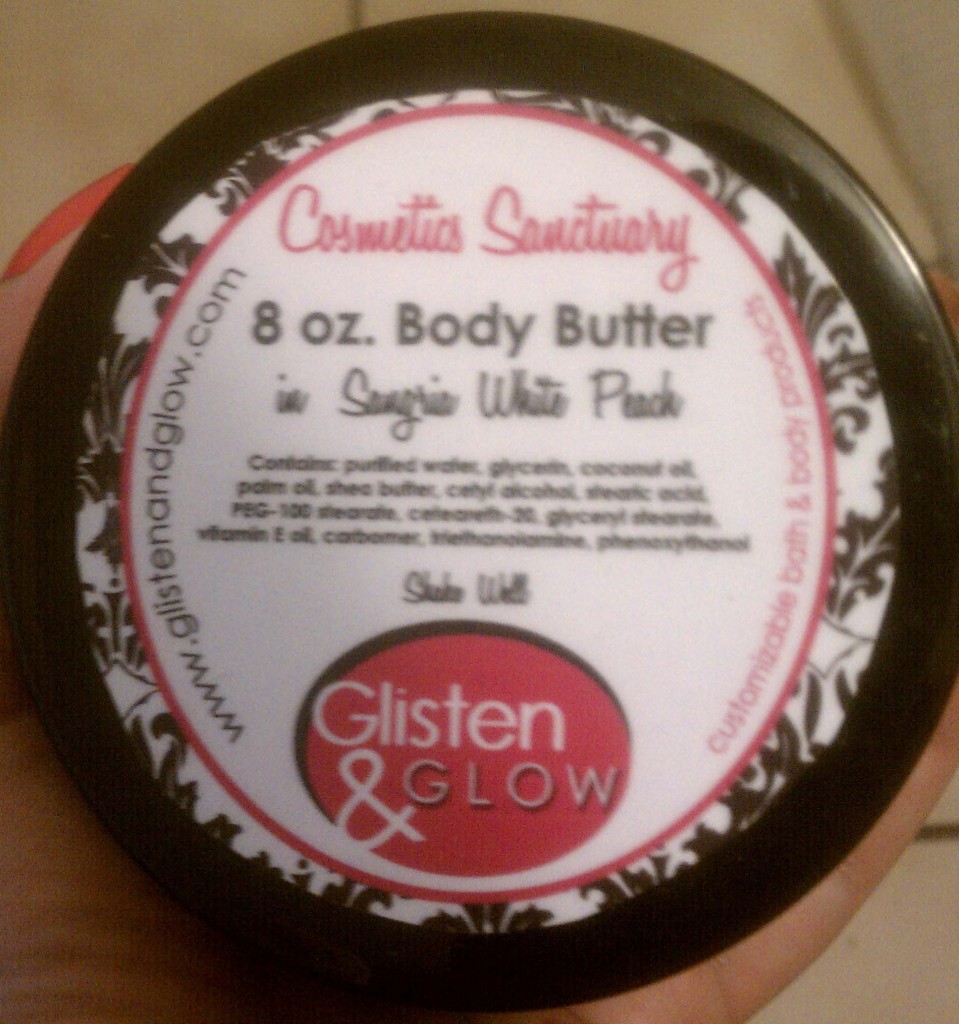 Cosmetics Sanctuary
8 oz. Body Butter
in Sangria White Peach
Contains: purified water, glycerin, coconut oil,
palm oil, shea butter, cetyl alcohol, stearic acid,
PEG-100 stearate, ceteareth-20, glyceryl stearate,
vitamin E oil, carbomer, triethanolamine, phenoxythanol
Shake Well
Glisten
& GLOW
www.glistenandglow.com
customizable bath & body products